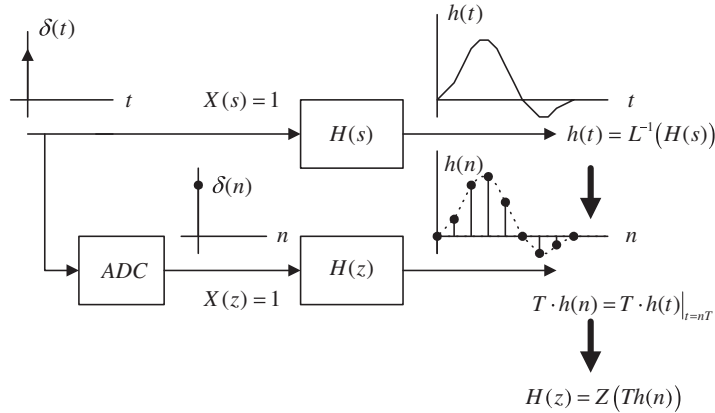 δ(t)
t
h(t)
t
X(s) = 1
H(s)
h(t) = L⁻¹(H(s))
δ(n)
n
h(n)
n
ADC
X(z) = 1
H(z)
T · h(n) = T · h(t)|ₜ₌ₙT
H(z) = Z(Th(n))